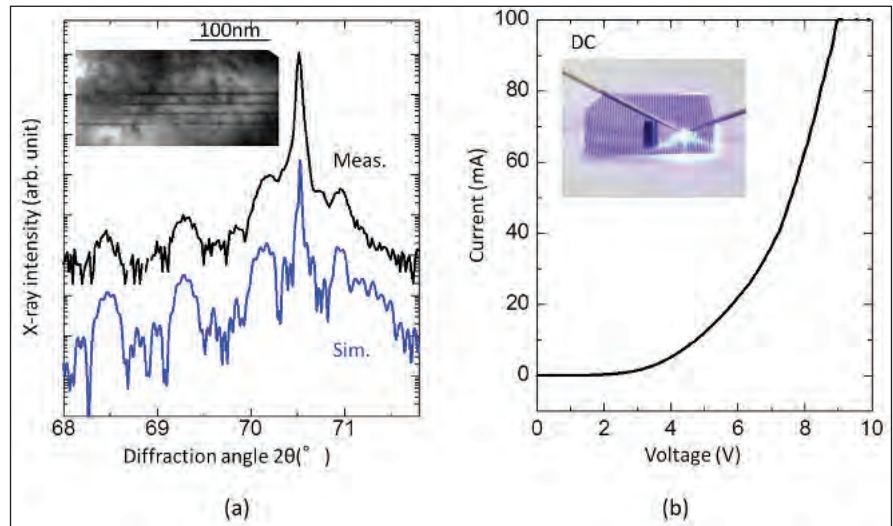 100nm
X-ray intensity (arb. unit)
Meas.
Sim.
68 69 70 71
Diffraction angle 2θ(°)
(a)
DC
Current (mA)
100
80
60
40
20
0
0 2 4 6 8 10
Voltage (V)
(b)